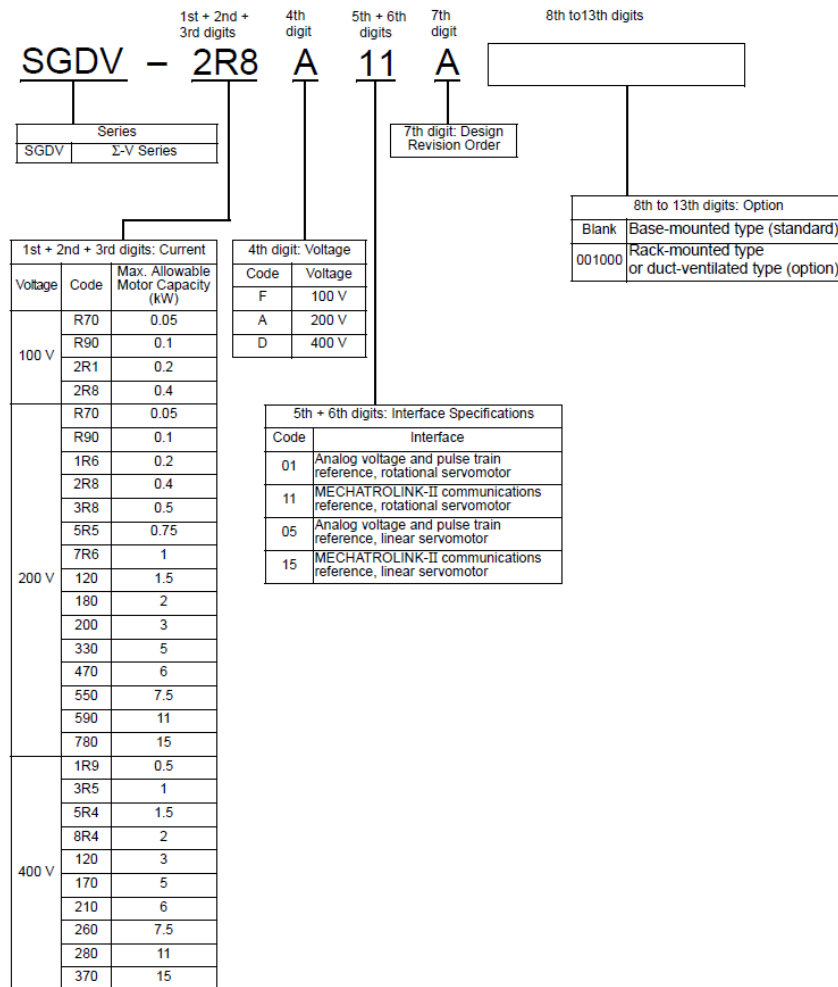 1st + 2nd +
3rd digits
4th
digit
5th + 6th
digits
7th
digit
8th to13th digits
SGDV – 2R8 A 11 A
Series
SGDV Σ-V Series
7th digit: Design
Revision Order
8th to 13th digits: Option
Blank Base-mounted type (standard)
001000 Rack-mounted type
or duct-ventilated type (option)
1st + 2nd + 3rd digits: Current
Voltage Code Max. Allowable
Motor Capacity
(kW)
100 V
R70 0.05
R90 0.1
2R1 0.2
2R8 0.4
200 V
R70 0.05
R90 0.1
1R6 0.2
2R8 0.4
3R8 0.5
5R5 0.75
7R6 1
120 1.5
180 2
200 3
330 5
470 6
550 7.5
590 11
780 15
400 V
1R9 0.5
3R5 1
5R4 1.5
8R4 2
120 3
170 5
210 6
260 7.5
280 11
370 15
4th digit: Voltage
Code Voltage
F 100 V
A 200 V
D 400 V
5th + 6th digits: Interface Specifications
Code Interface
01 Analog voltage and pulse train
reference, rotational servomotor
11 MECHATROLINK-II communications
reference, rotational servomotor
05 Analog voltage and pulse train
reference, linear servomotor
15 MECHATROLINK-II communications
reference, linear servomotor